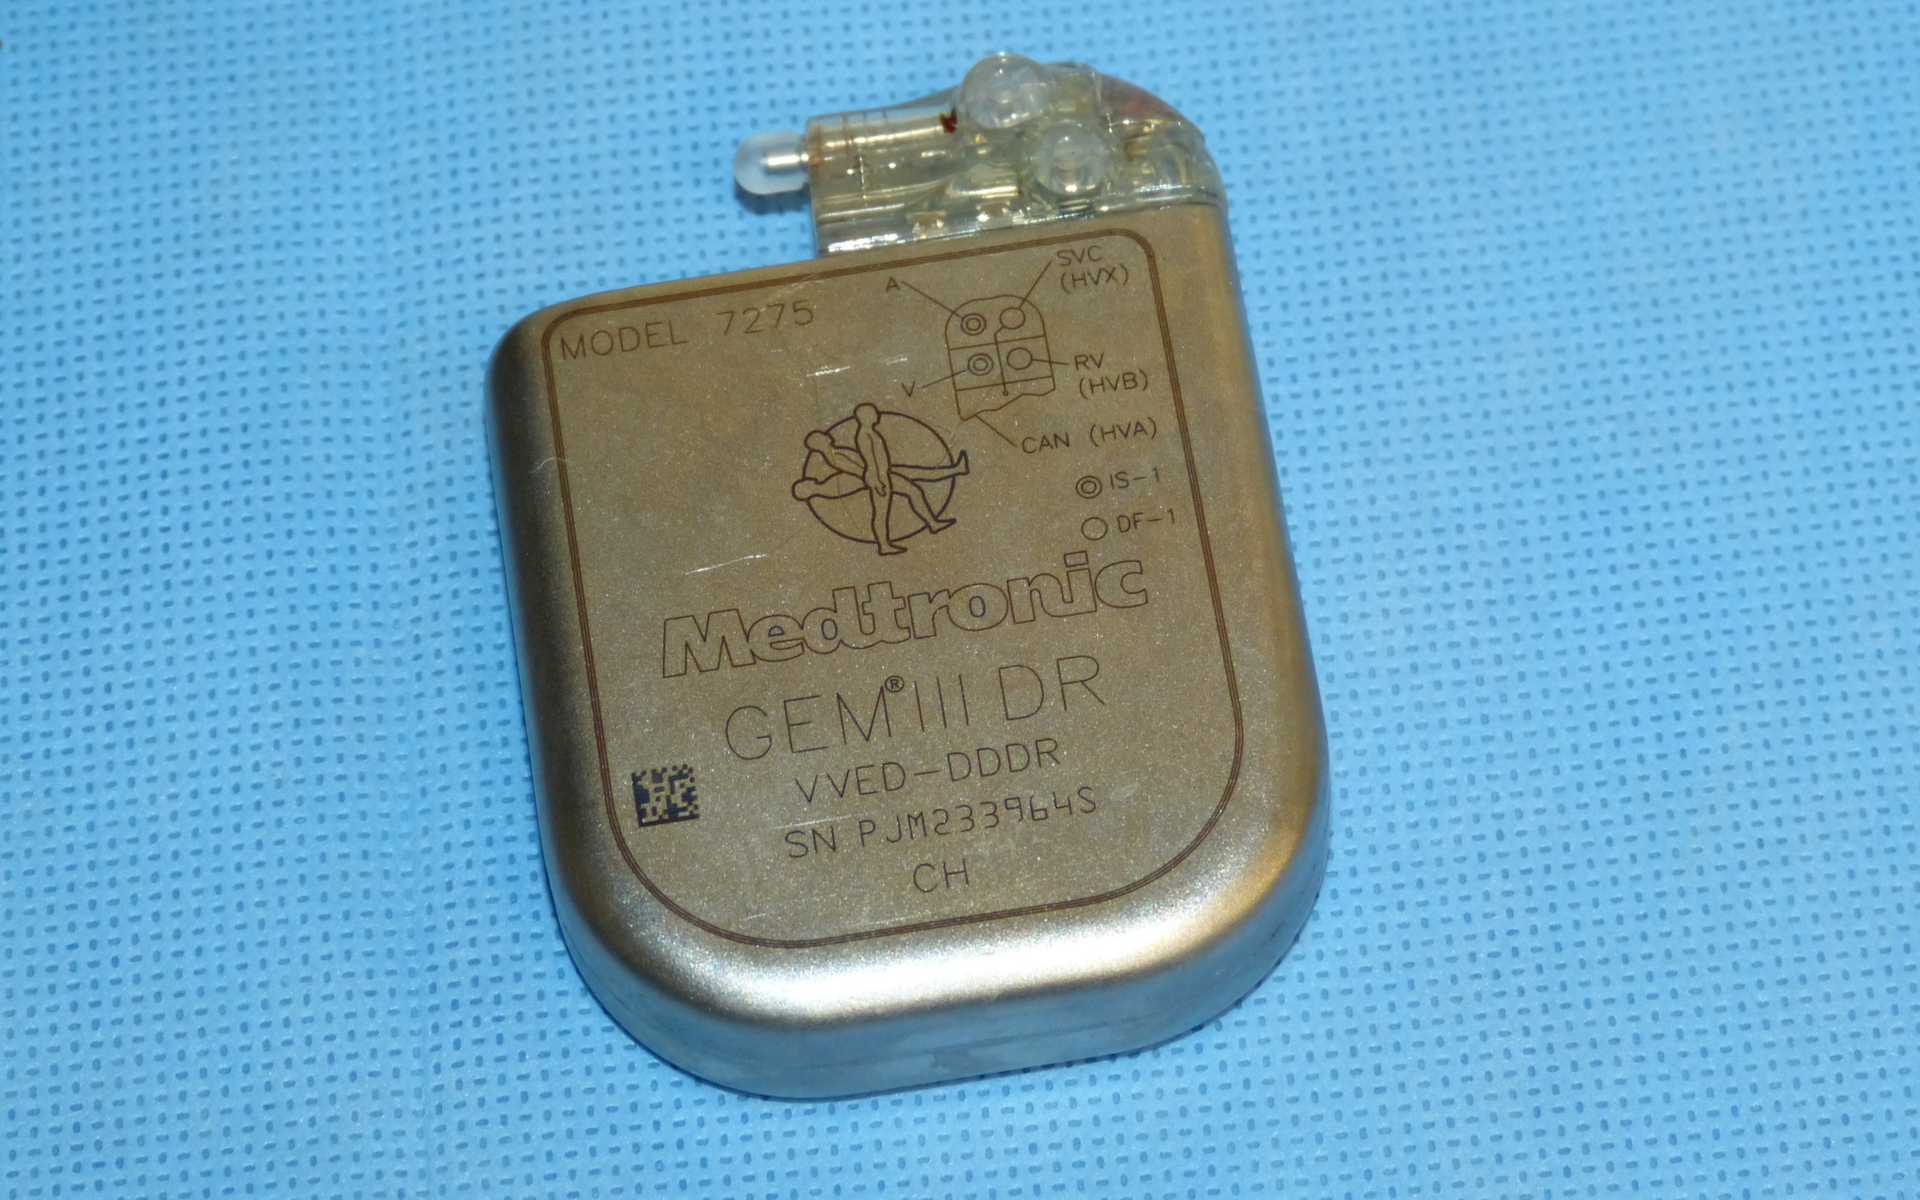 MODEL 7275
A
SVC
(HVX)
V
RV
(HVB)
CAN (HVA)
IS-1
DF-1
Medtronic
GEM® III DR
VVED-DDDR
SN PJM233964S
CH